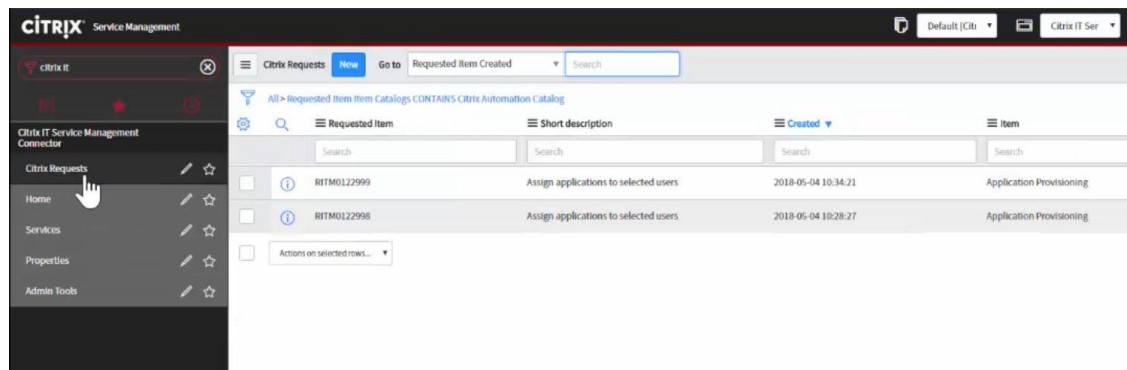 CİTRIX Service Management
Default [Citi
Citrix IT Ser
citrix it
Citrix Requests New Go to Requested Item Created Search
All > Requested Item Item Catalogs CONTAINS Citrix Automation Catalog
Requested Item Short description Created Item
Search Search Search Search
RITM0122999 Assign applications to selected users 2018-05-04 10:34:21 Application Provisioning
RITM0122998 Assign applications to selected users 2018-05-04 10:28:27 Application Provisioning
Actions on selected rows...
Citrix IT Service Management
Connector
Citrix Requests
Home
Services
Properties
Admin Tools